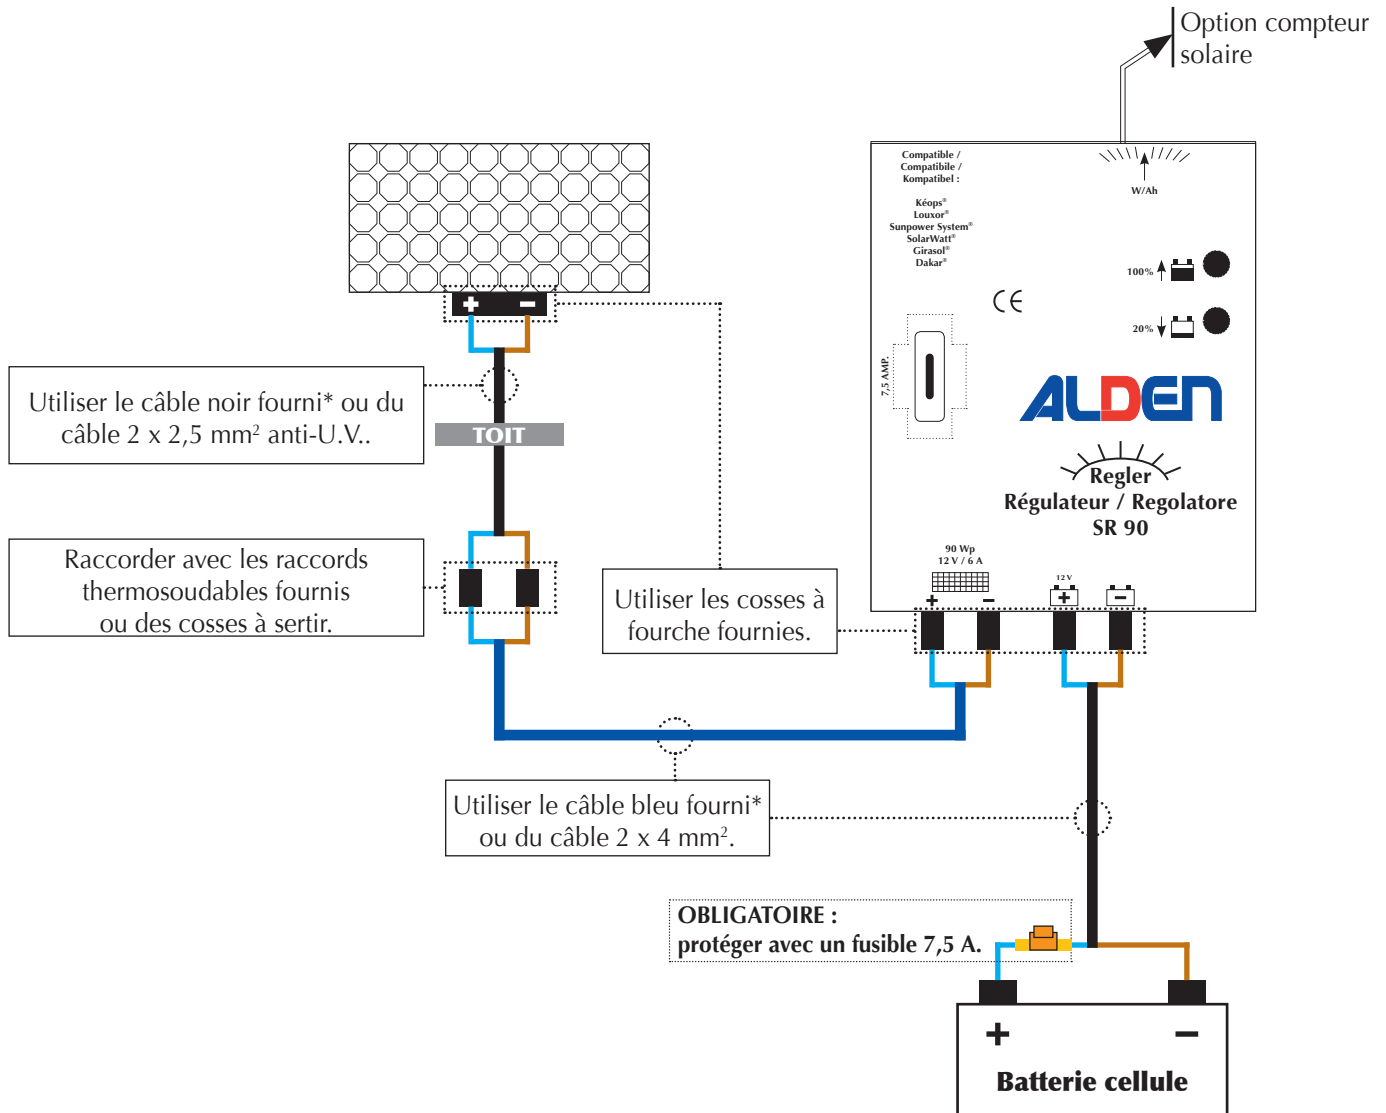 Option compteur
solaire
Compatible /
Compatibile /
Kompatibel :
Kéops®
Louxor®
Sunpower System®
SolarWatt®
Girasol®
Dakar®
W/Ah
100%
20%
7,5 AMP.
ALDEN
Regler
Régulateur / Regolatore
SR 90
90 Wp
12 V / 6 A
+ −
12 V
+ −
+ −
Utiliser le câble noir fourni* ou du
câble 2 x 2,5 mm² anti-U.V..
TOIT
Raccorder avec les raccords
thermosoudables fournis
ou des cosses à sertir.
Utiliser les cosses à
fourche fournies.
Utiliser le câble bleu fourni*
ou du câble 2 x 4 mm².
OBLIGATOIRE :
protéger avec un fusible 7,5 A.
+ −
Batterie cellule